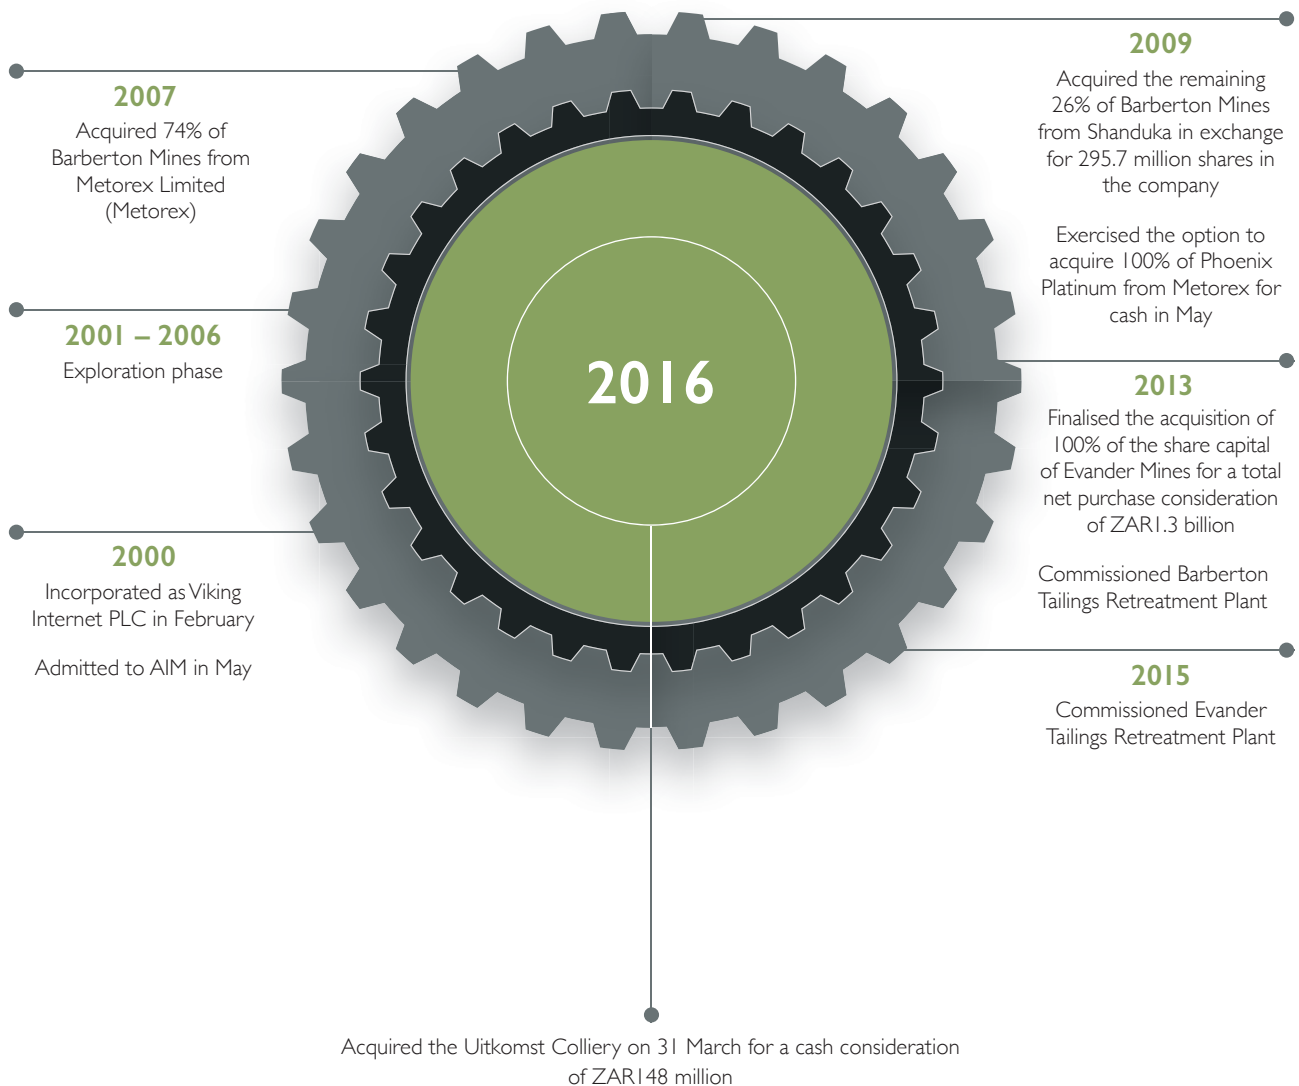 2000
Incorporated as Viking
Internet PLC in February
Admitted to AIM in May
2001 – 2006
Exploration phase
2007
Acquired 74% of
Barberton Mines from
Metorex Limited
(Metorex)
2009
Acquired the remaining
26% of Barberton Mines
from Shanduka in exchange
for 295.7 million shares in
the company
Exercised the option to
acquire 100% of Phoenix
Platinum from Metorex for
cash in May
2013
Finalised the acquisition of
100% of the share capital
of Evander Mines for a total
net purchase consideration
of ZAR1.3 billion
Commissioned Barberton
Tailings Retreatment Plant
2015
Commissioned Evander
Tailings Retreatment Plant
2016
Acquired the Uitkomst Colliery on 31 March for a cash consideration
of ZAR148 million